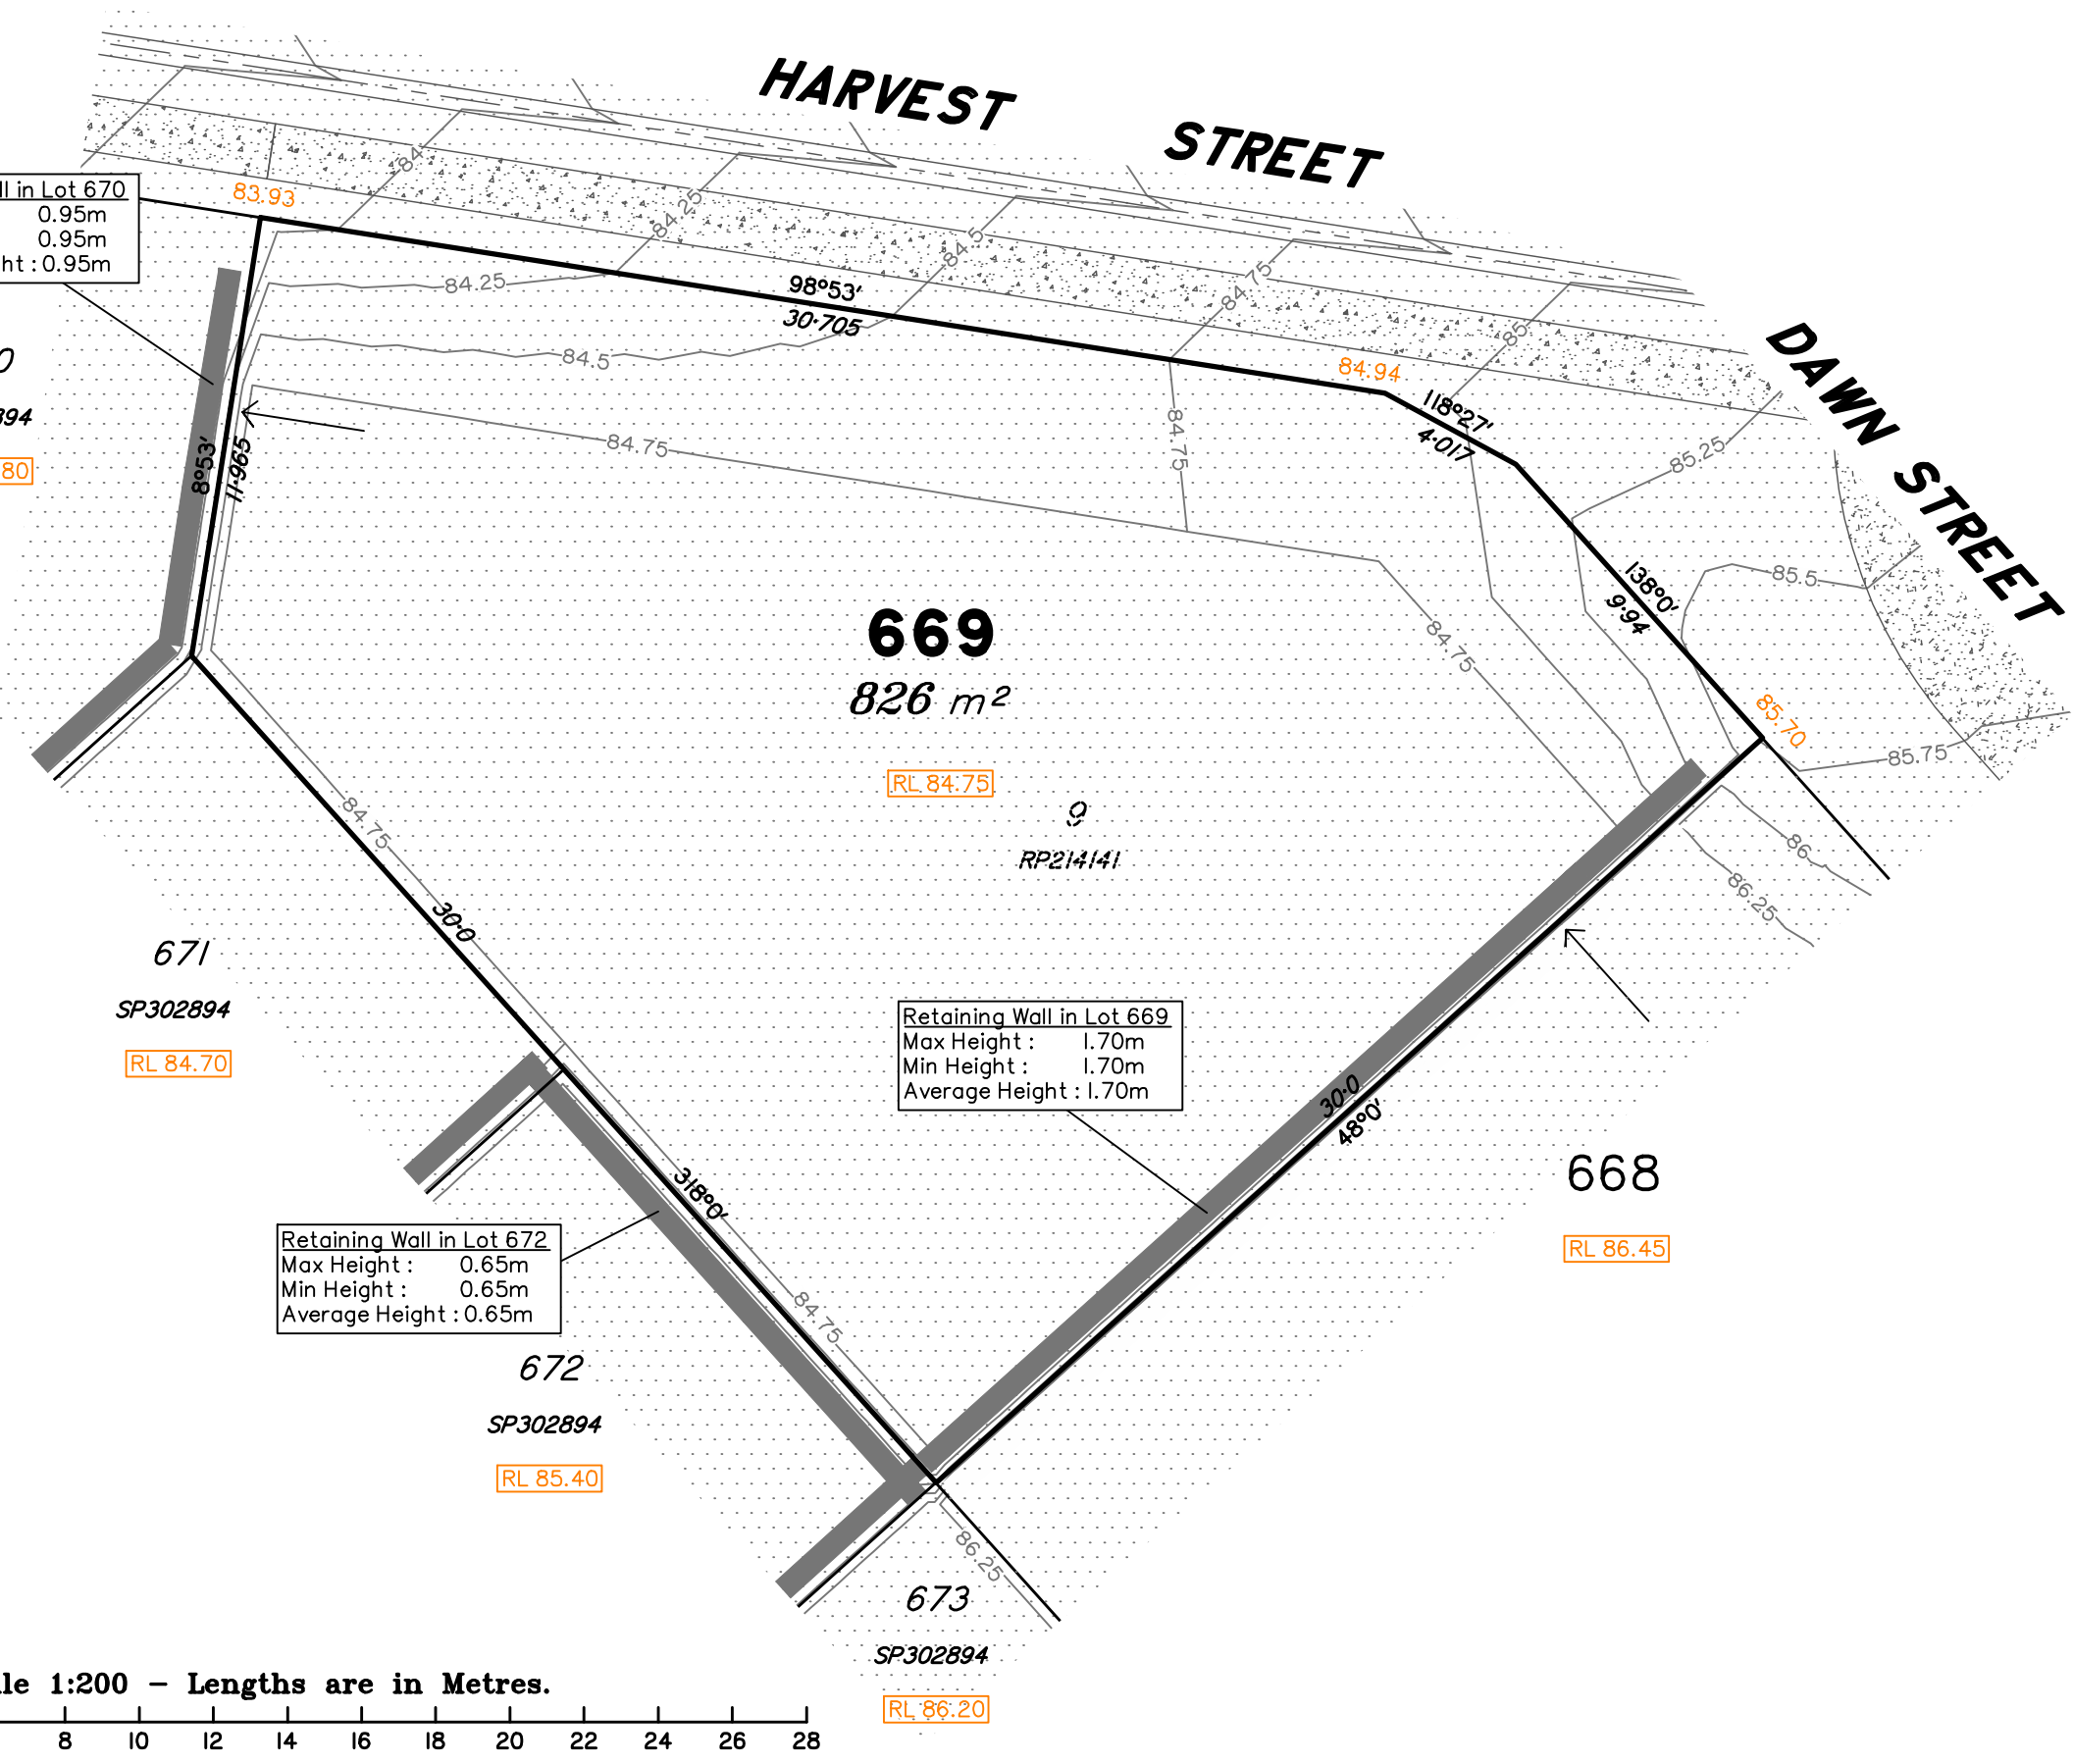 HARVEST STREET
DAWN STREET
ll in Lot 670
0.95m
0.95m
ht : 0.95m
83.93
84
84.25
84.5
84.75
85
85.25
85.5
85.75
86
86.25
84.25
84.5
84.75
84.75
84.75
98°53'
30·705
84.94
118°27'
4·017
138°0'
9·94
85.70
0
894
80
8°53'
11·965
669
826 m²
RL 84.75
9
RP214141
84.75
30·0
671
SP302894
RL 84.70
Retaining Wall in Lot 669
Max Height : 1.70m
Min Height : 1.70m
Average Height : 1.70m
30·0
48°0'
668
RL 86.45
318°0'
Retaining Wall in Lot 672
Max Height : 0.65m
Min Height : 0.65m
Average Height : 0.65m
84.75
672
SP302894
RL 85.40
86.25
673
SP302894
RL 86.20
le 1:200 – Lengths are in Metres.
8 10 12 14 16 18 20 22 24 26 28